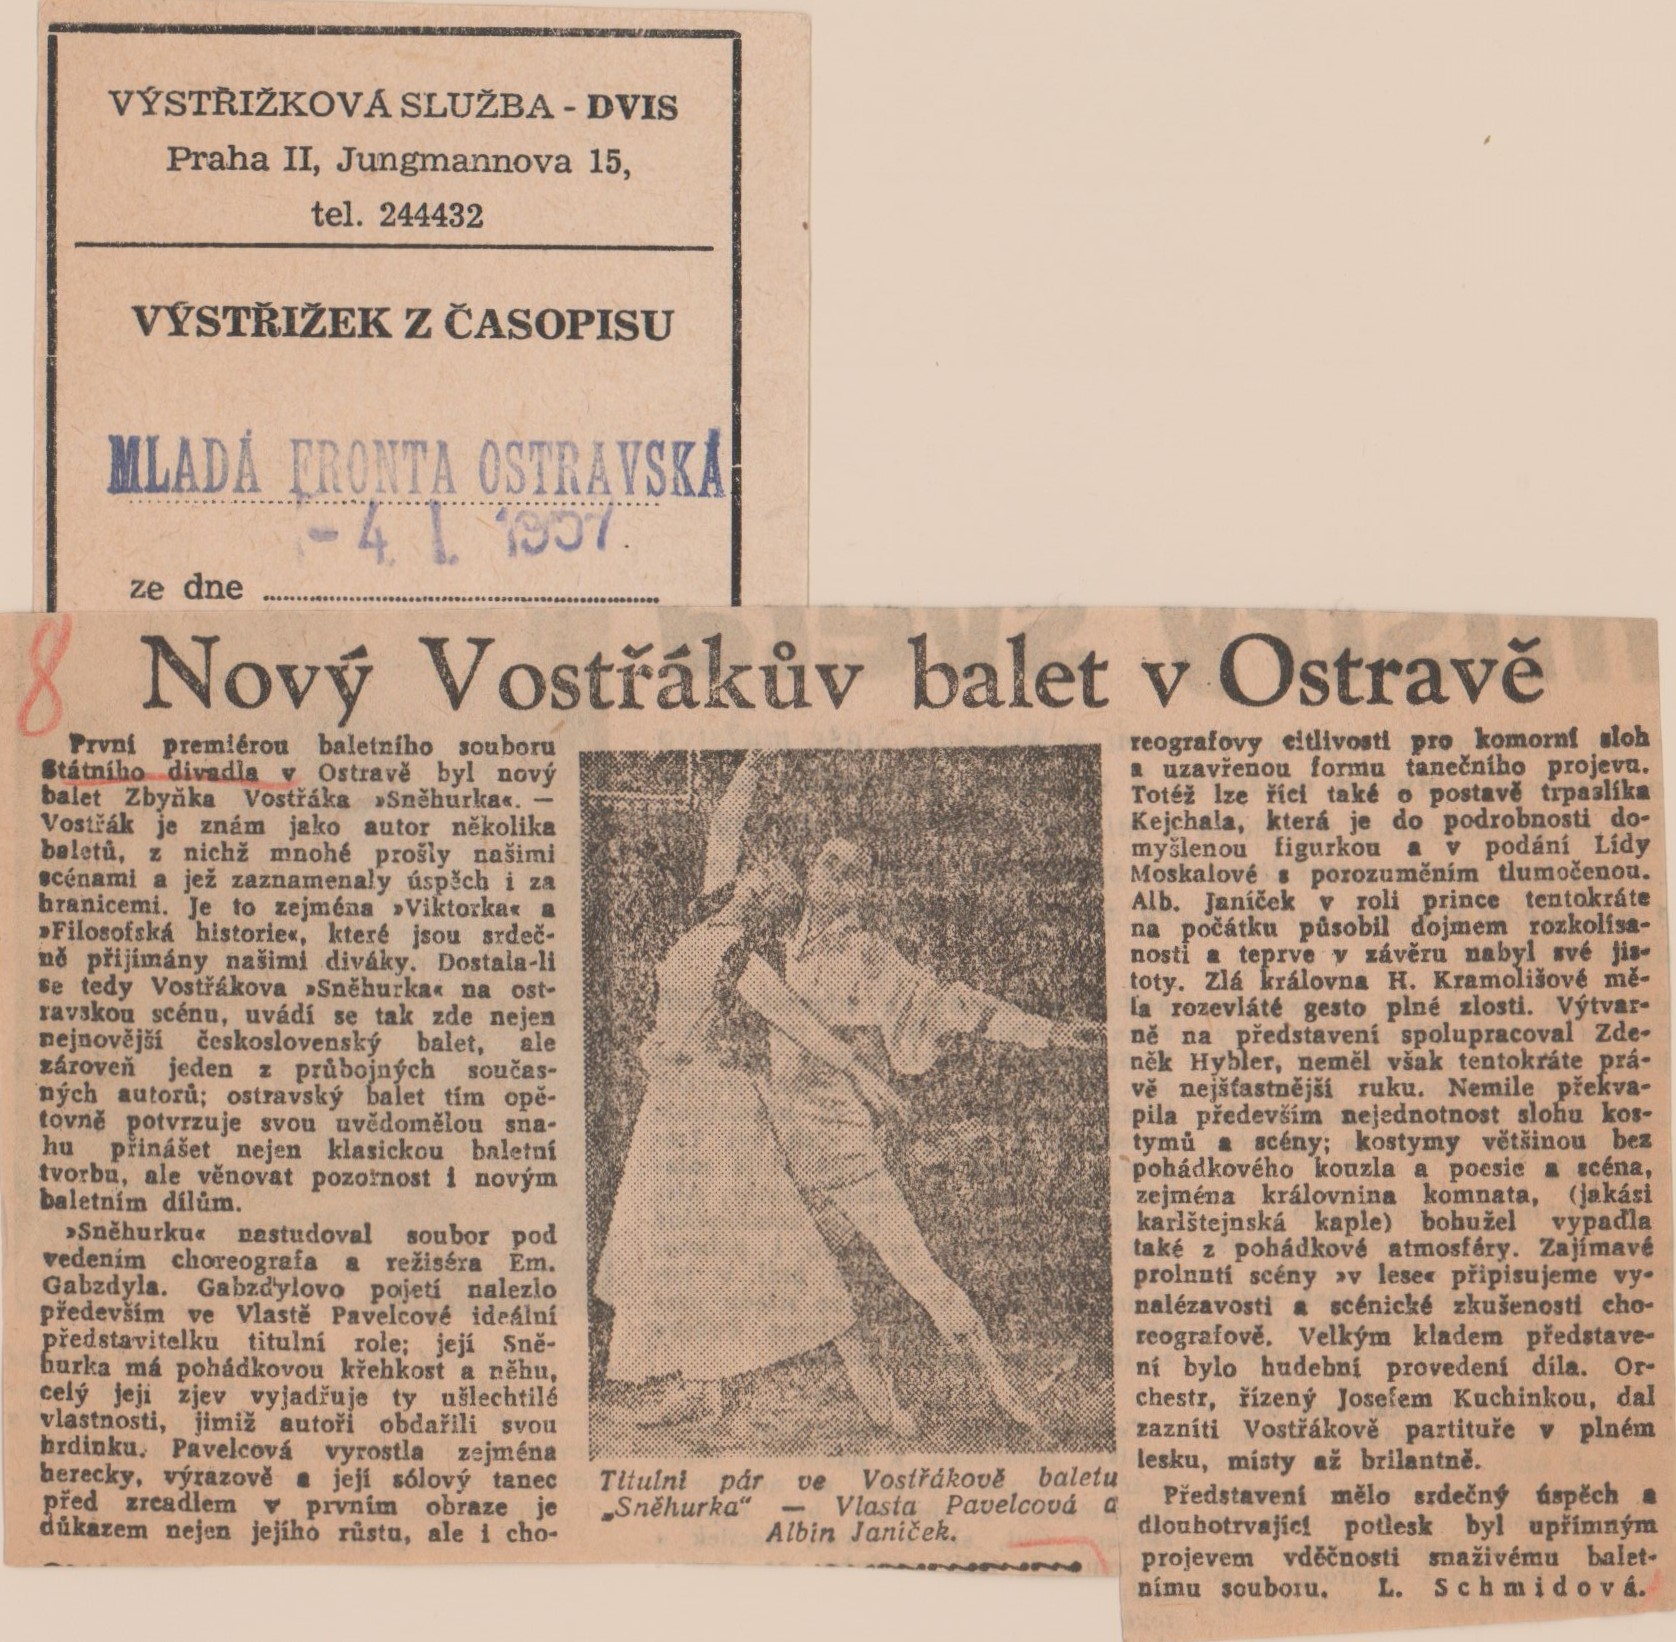 VÝSTŘIŽKOVÁ SLUŽBA - DVIS
Praha II, Jungmannova 15,
tel. 244432
VÝSTŘIŽEK Z ČASOPISU
MLADÁ FRONTA OSTRAVSKÁ
-4. I. 1957
ze dne
8
Nový Vostřákův balet v Ostravě
První premiérou baletního souboru
Státního divadla v Ostravě byl nový
balet Zbyňka Vostřáka »Sněhurka«. —
Vostřák je znám jako autor několika
baletů, z nichž mnohé prošly našimi
scénami a jež zaznamenaly úspěch i za
hranicemi. Je to zejména »Viktorka« a
»Filosofská historie«, které jsou srdeč-
ně přijímány našimi diváky. Dostala-li
se tedy Vostřákova »Sněhurka« na ost-
ravskou scénu, uvádí se tak zde nejen
nejnovější československý balet, ale
zároveň jeden z průbojných součas-
ných autorů; ostravský balet tím opě-
tovně potvrzuje svou uvědomělou sna-
hu přinášet nejen klasickou baletní
tvorbu, ale věnovat pozornost i novým
baletním dílům.
»Sněhurku« nastudoval soubor pod
vedením choreografa a režiséra Em.
Gabzdyla. Gabzdylovo pojetí nalezlo
především ve Vlastě Pavelcové ideální
představitelku titulní role; její Sně-
hurka má pohádkovou křehkost a něhu,
celý její zjev vyjadřuje ty ušlechtilé
vlastnosti, jimiž autoři obdařili svou
hrdinku. Pavelcová vyrostla zejména
herecky, výrazově a její sólový tanec
před zrcadlem v prvním obraze je
důkazem nejen jejího růstu, ale i cho-
Titulní pár ve Vostřákově baletu
„Sněhurka“ — Vlasta Pavelcová a
Albin Janíček.
reografovy citlivosti pro komorní sloh
a uzavřenou formu tanečního projevu.
Totéž lze říci také o postavě trpaslíka
Kejchala, která je do podrobnosti do-
myšlenou figurkou a v podání Lídy
Moskalové s porozuměním tlumočenou.
Alb. Janíček v roli prince tentokráte
na počátku působil dojmem rozkolísa-
nosti a teprve v závěru nabyl své jis-
toty. Zlá královna H. Kramolišové mě-
la rozevláté gesto plné zlosti. Výtvar-
ně na představení spolupracoval Zde-
něk Hybler, neměl však tentokráte prá-
vě nejšťastnější ruku. Nemile překva-
pila především nejednotnost slohu kos-
tymů a scény; kostymy většinou bez
pohádkového kouzla a poesie a scéna,
zejména královnina komnata, (jakási
karlštejnská kaple) bohužel vypadla
také z pohádkové atmosféry. Zajímavé
prolnutí scény »v lese« připisujeme vy-
nalézavosti a scénické zkušenosti cho-
reografově. Velkým kladem představe-
ní bylo hudební provedení díla. Or-
chestr, řízený Josefem Kuchinkou, dal
zazníti Vostřákově partituře v plném
lesku, místy až brilantně.
Představení mělo srdečný úspěch a
dlouhotrvající potlesk byl upřímným
projevem vděčnosti snaživému balet-
nímu souboru. L. Schmidová.